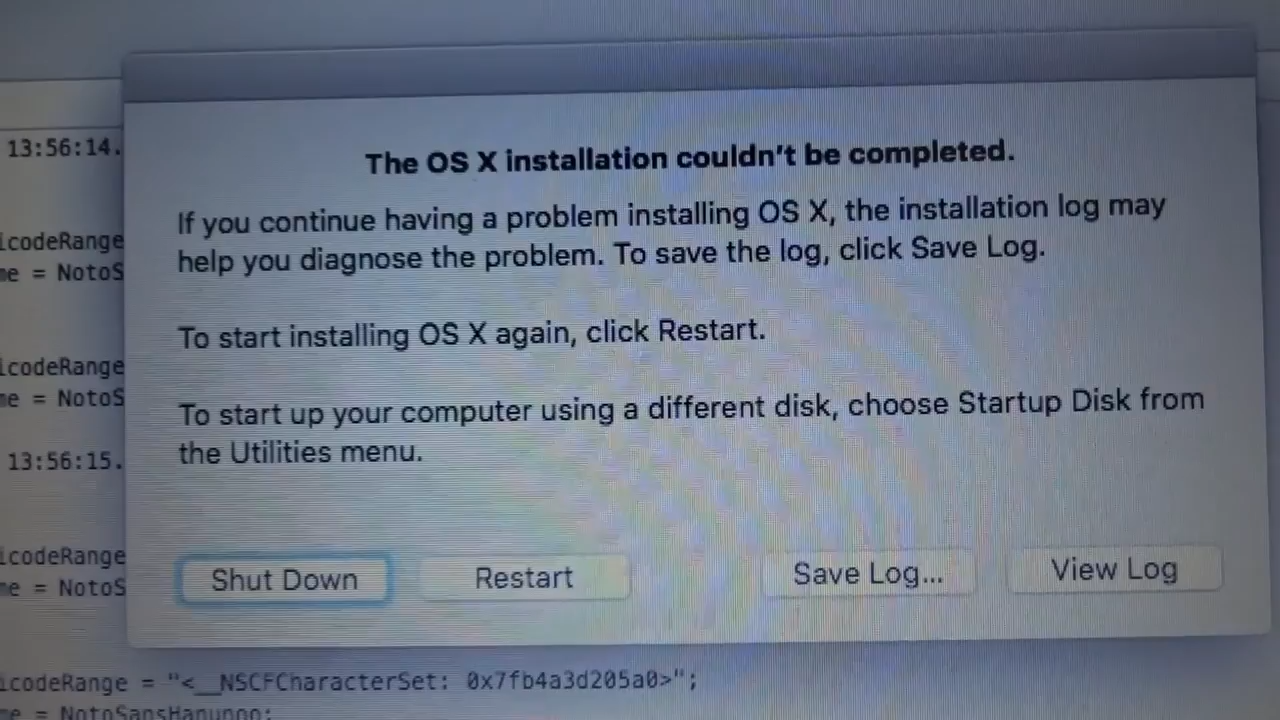 13:56:14.
The OS X installation couldn't be completed.
If you continue having a problem installing OS X, the installation log may
help you diagnose the problem. To save the log, click Save Log.
icodeRange
me = NotoS
To start installing OS X again, click Restart.
icodeRange
me = NotoS
To start up your computer using a different disk, choose Startup Disk from
the Utilities menu.
13:56:15.
icodeRange
me = NotoS
Shut Down
Restart
Save Log...
View Log
icodeRange = "<__NSCFCharacterSet: 0x7fb4a3d205a0>";
me = NotoSansHanunoo;